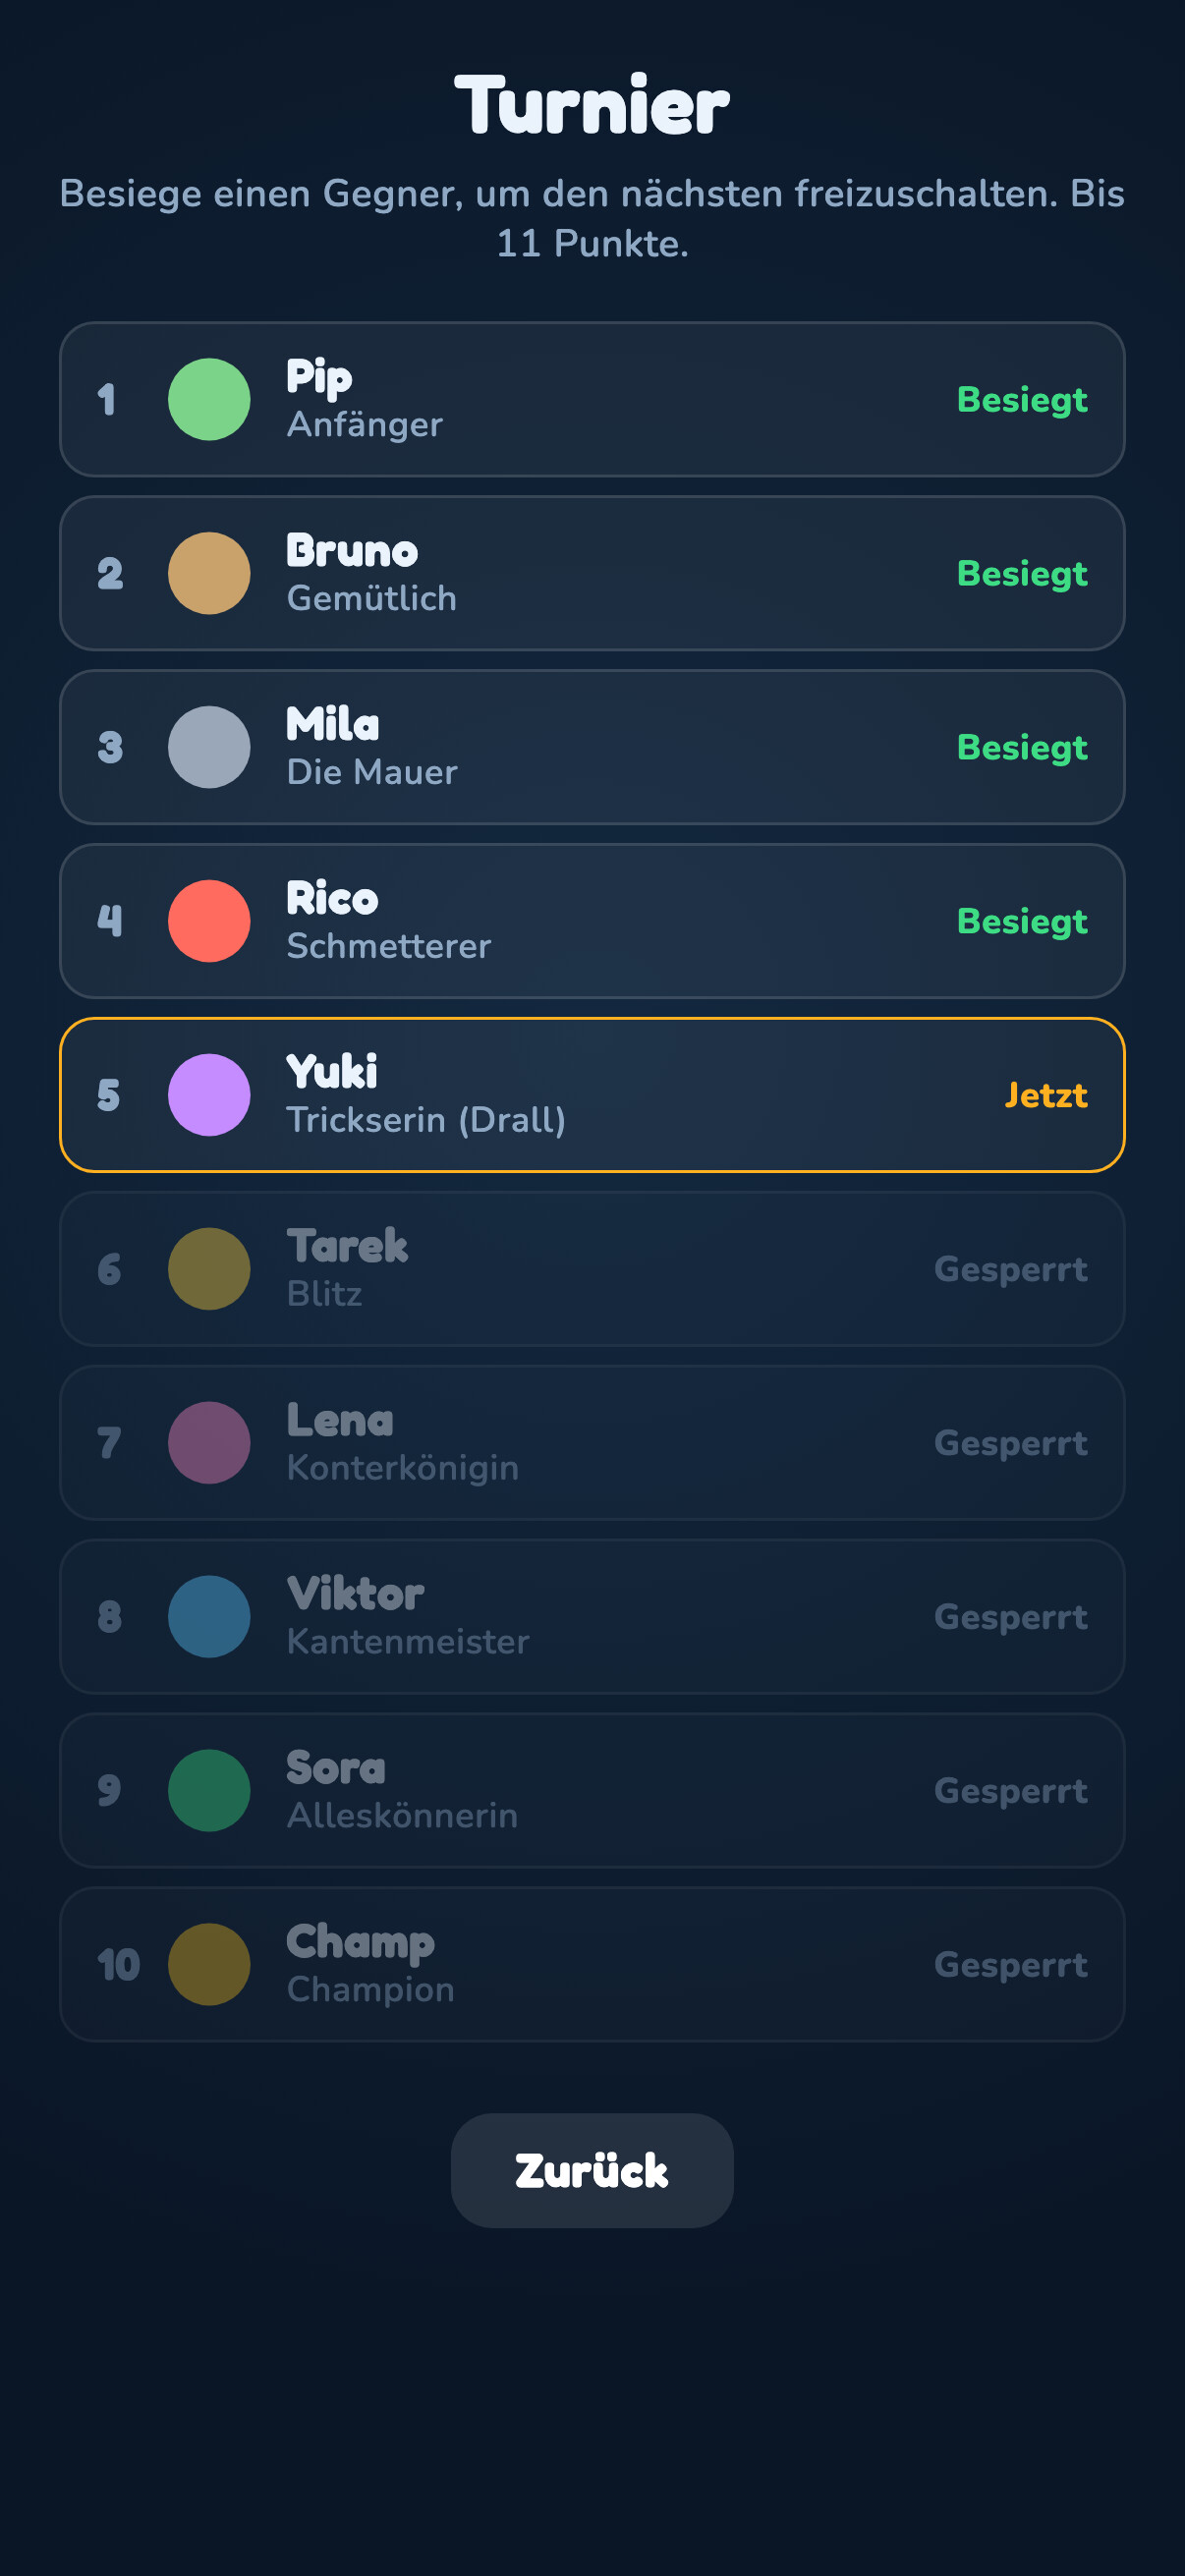 Turnier
Besiege einen Gegner, um den nächsten freizuschalten. Bis
11 Punkte.
1
Pip
Anfänger
Besiegt
2
Bruno
Gemütlich
Besiegt
3
Mila
Die Mauer
Besiegt
4
Rico
Schmetterer
Besiegt
5
Yuki
Trickserin (Drall)
Jetzt
6
Tarek
Blitz
Gesperrt
7
Lena
Konterkönigin
Gesperrt
8
Viktor
Kantenmeister
Gesperrt
9
Sora
Alleskönnerin
Gesperrt
10
Champ
Champion
Gesperrt
Zurück